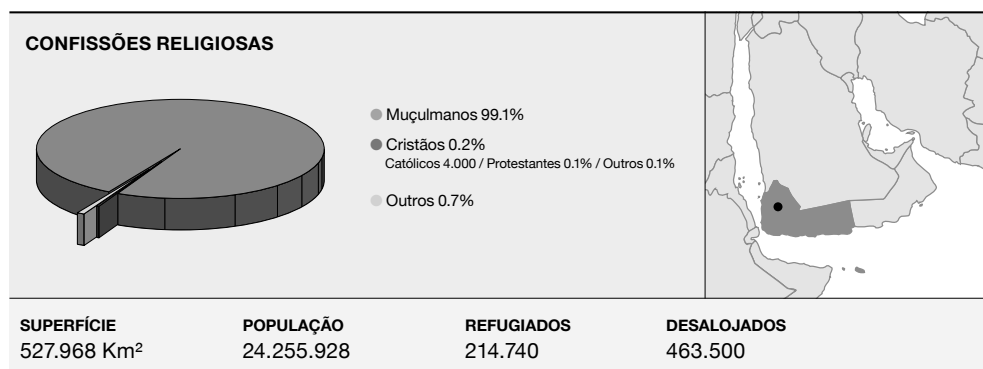 CONFISSÕES RELIGIOSAS
Muçulmanos 99.1%
Cristãos 0.2%
Católicos 4.000 / Protestantes 0.1% / Outros 0.1%
Outros 0.7%
SUPERFÍCIE POPULAÇÃO REFUGIADOS DESALOJADOS
527.968 Km² 24.255.928 214.740 463.500